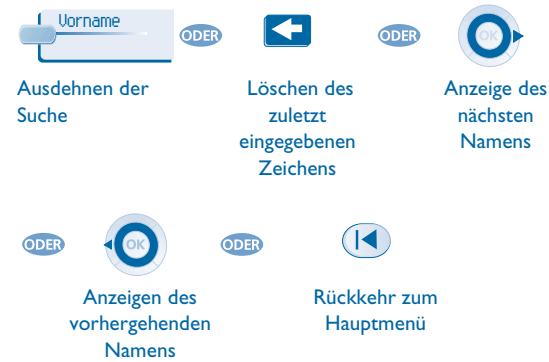 Vorname
ODER
ODER
OK
Ausdehnen der
Suche
Löschen des
zuletzt
eingegebenen
Zeichens
Anzeige des
nächsten
Namens
ODER
OK
ODER
Anzeigen des
vorhergehenden
Namens
Rückkehr zum
Hauptmenü